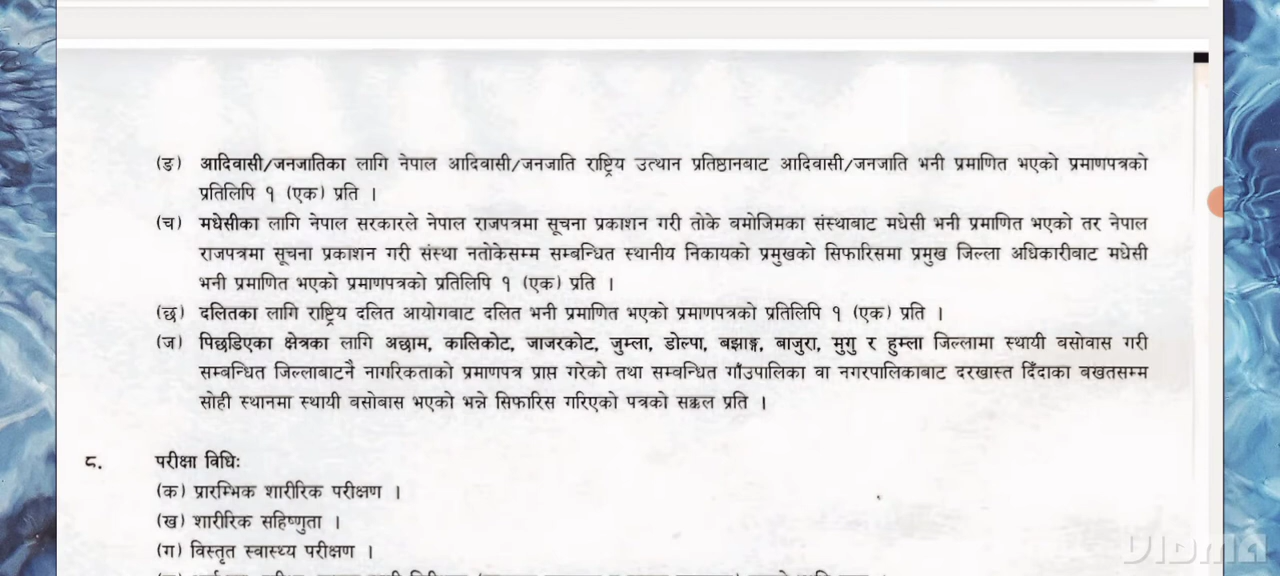 (ङ) आदिवासी/जनजातिका लागि नेपाल आदिवासी/जनजाति राष्ट्रिय उत्थान प्रतिष्ठानबाट आदिवासी/जनजाति भनी प्रमाणित भएको प्रमाणपत्रको
प्रतिलिपि १ (एक) प्रति ।
(च) मधेसीका लागि नेपाल सरकारले नेपाल राजपत्रमा सूचना प्रकाशन गरी तोके बमोजिमका संस्थाबाट मधेसी भनी प्रमाणित भएको तर नेपाल
राजपत्रमा सूचना प्रकाशन गरी संस्था नतोकेसम्म सम्बन्धित स्थानीय निकायको प्रमुखको सिफारिसमा प्रमुख जिल्ला अधिकारीबाट मधेसी
भनी प्रमाणित भएको प्रमाणपत्रको प्रतिलिपि १ (एक) प्रति ।
(छ) दलितका लागि राष्ट्रिय दलित आयोगबाट दलित भनी प्रमाणित भएको प्रमाणपत्रको प्रतिलिपि १ (एक) प्रति ।
(ज) पिछडिएका क्षेत्रका लागि अछाम, कालिकोट, जाजरकोट, जुम्ला, डोल्पा, बझाङ्ग, बाजुरा, मुगु र हुम्ला जिल्लामा स्थायी बसोवास गरी
सम्बन्धित जिल्लाबाटनै नागरिकताको प्रमाणपत्र प्राप्त गरेको तथा सम्बन्धित गाँउपालिका वा नगरपालिकाबाट दरखास्त दिँदाका बखतसम्म
सोही स्थानमा स्थायी बसोबास भएको भन्ने सिफारिस गरिएको पत्रको सक्कल प्रति ।
८. परीक्षा विधिः
(क) प्रारम्भिक शारीरिक परीक्षण ।
(ख) शारीरिक सहिष्णुता ।
(ग) विस्तृत स्वास्थ्य परीक्षण ।
VIDMA